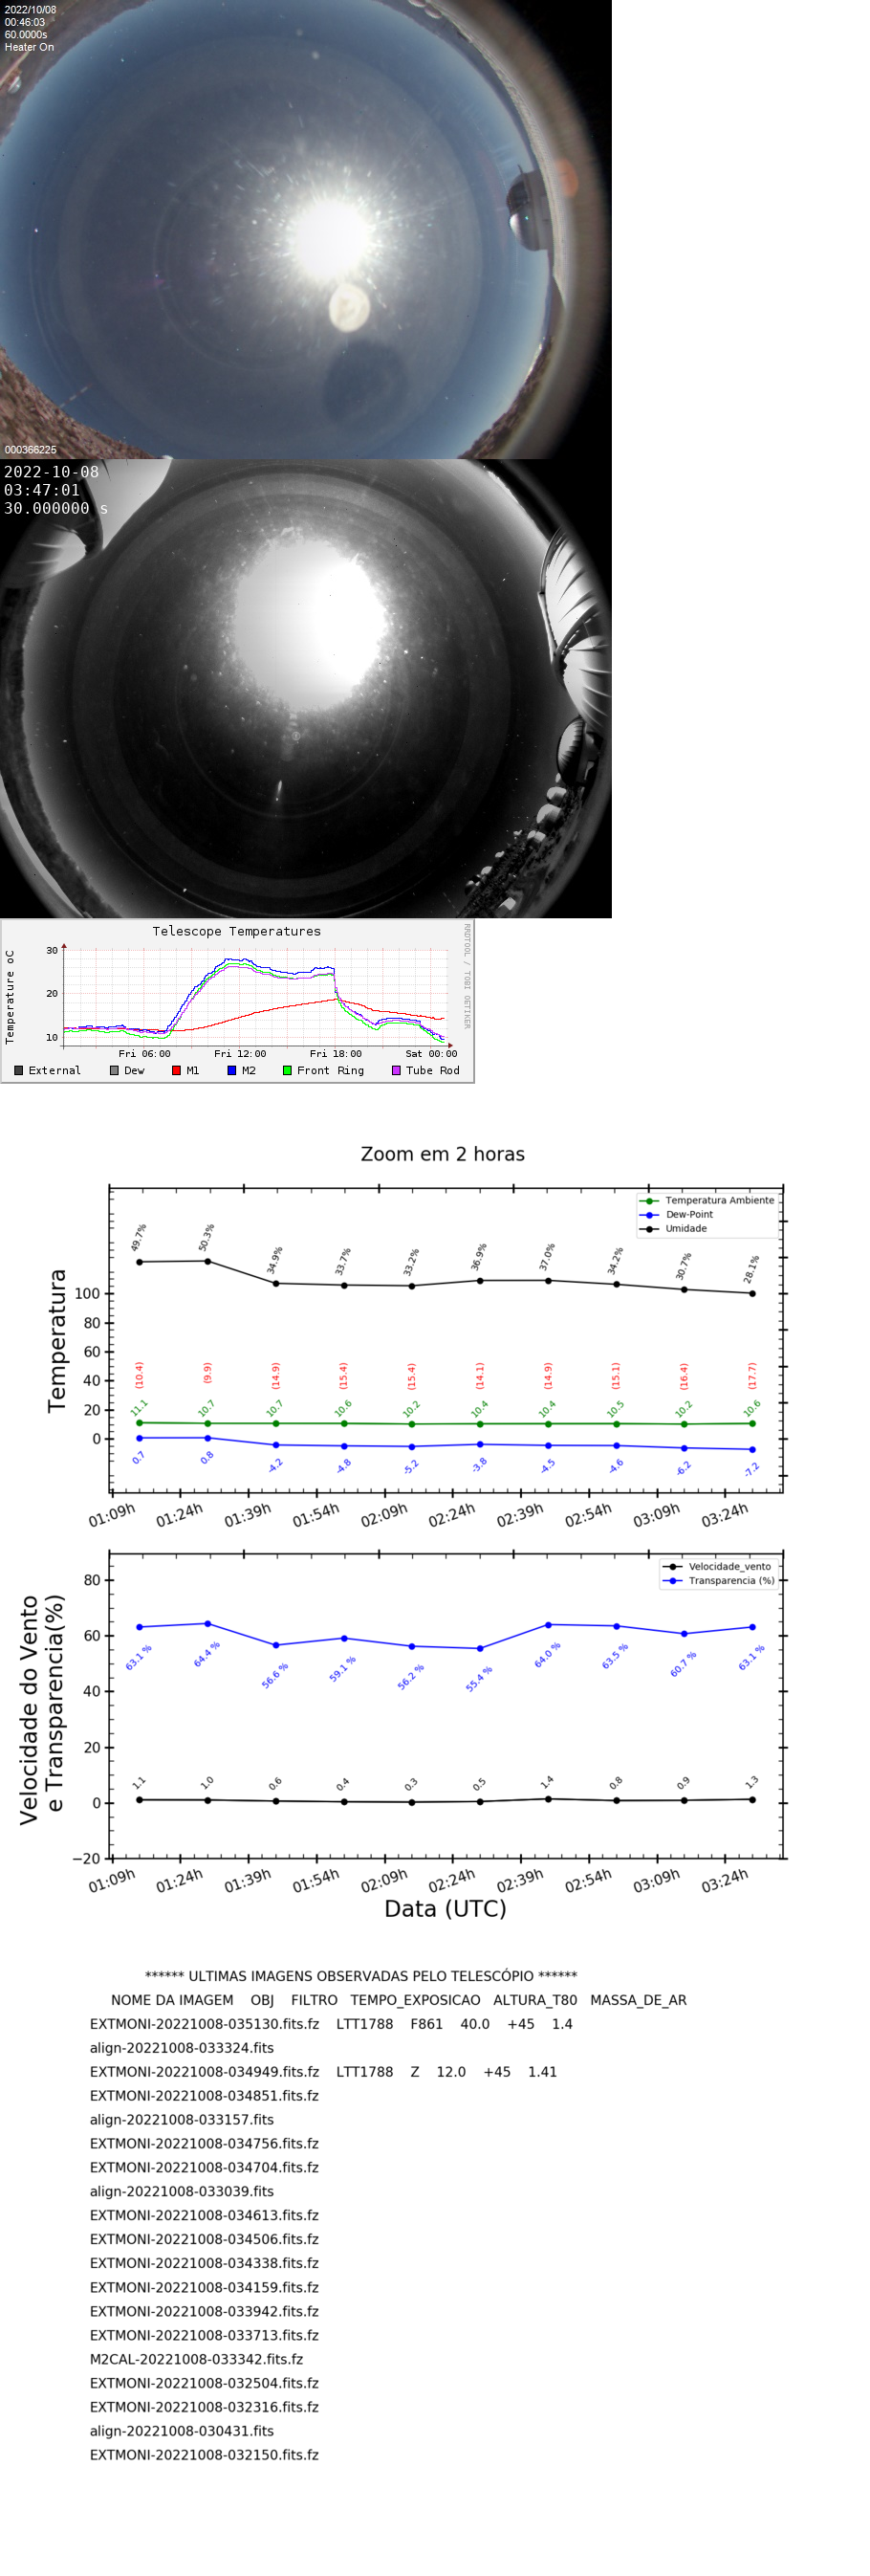 2022/10/08
00:46:03
60.0000s
Heater On
000366225
2022-10-08
03:47:01
30.000000 s
Telescope Temperatures
RRDTOOL / TOBI OETIKER
Temperature oC
30
20
10
Fri 06:00 Fri 12:00 Fri 18:00 Sat 00:00
External Dew M1 M2 Front Ring Tube Rod
Zoom em 2 horas
Temperatura Ambiente
Dew-Point
Umidade
Temperatura
49.7% 50.3% 34.9% 33.7% 33.2% 36.9% 37.0% 34.2% 30.7% 28.1%
100
80
60
40
20
0
(10.4) (9.9) (14.9) (15.4) (15.4) (14.1) (14.9) (15.1) (16.4) (17.7)
11.1 10.7 10.7 10.6 10.2 10.4 10.4 10.5 10.2 10.6
0.7 0.8 -4.2 -4.8 -5.2 -3.8 -4.5 -4.6 -6.2 -7.2
01:09h 01:24h 01:39h 01:54h 02:09h 02:24h 02:39h 02:54h 03:09h 03:24h
Velocidade_vento
Transparencia (%)
Velocidade do Vento
e Transparencia(%)
80
60
40
20
0
−20
63.1 % 64.4 % 56.6 % 59.1 % 56.2 % 55.4 % 64.0 % 63.5 % 60.7 % 63.1 %
1.1 1.0 0.6 0.4 0.3 0.5 1.4 0.8 0.9 1.3
01:09h 01:24h 01:39h 01:54h 02:09h 02:24h 02:39h 02:54h 03:09h 03:24h
Data (UTC)
****** ULTIMAS IMAGENS OBSERVADAS PELO TELESCÓPIO ******
NOME DA IMAGEM OBJ FILTRO TEMPO_EXPOSICAO ALTURA_T80 MASSA_DE_AR
EXTMONI-20221008-035130.fits.fz LTT1788 F861 40.0 +45 1.4
align-20221008-033324.fits
EXTMONI-20221008-034949.fits.fz LTT1788 Z 12.0 +45 1.41
EXTMONI-20221008-034851.fits.fz
align-20221008-033157.fits
EXTMONI-20221008-034756.fits.fz
EXTMONI-20221008-034704.fits.fz
align-20221008-033039.fits
EXTMONI-20221008-034613.fits.fz
EXTMONI-20221008-034506.fits.fz
EXTMONI-20221008-034338.fits.fz
EXTMONI-20221008-034159.fits.fz
EXTMONI-20221008-033942.fits.fz
EXTMONI-20221008-033713.fits.fz
M2CAL-20221008-033342.fits.fz
EXTMONI-20221008-032504.fits.fz
EXTMONI-20221008-032316.fits.fz
align-20221008-030431.fits
EXTMONI-20221008-032150.fits.fz